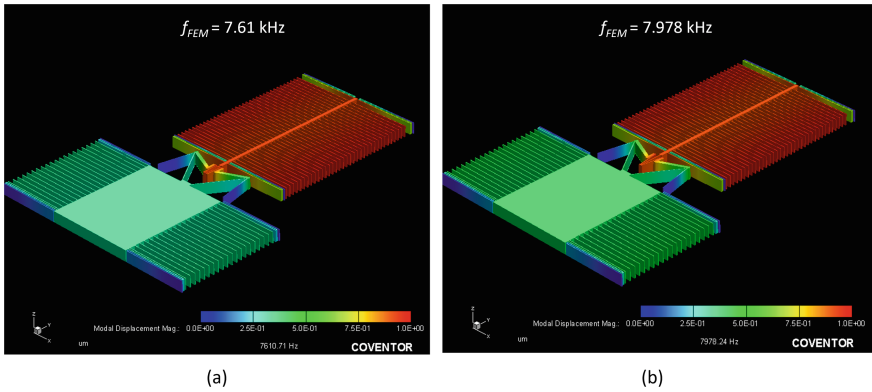 f_FEM = 7.61 kHz
Z
Y
X
um
Modal Displacement Mag.: 0.0E+00 2.5E-01 5.0E-01 7.5E-01 1.0E+00
7610.71 Hz
COVENTOR
(a)
f_FEM = 7.978 kHz
Z
Y
X
um
Modal Displacement Mag.: 0.0E+00 2.5E-01 5.0E-01 7.5E-01 1.0E+00
7978.24 Hz
COVENTOR
(b)